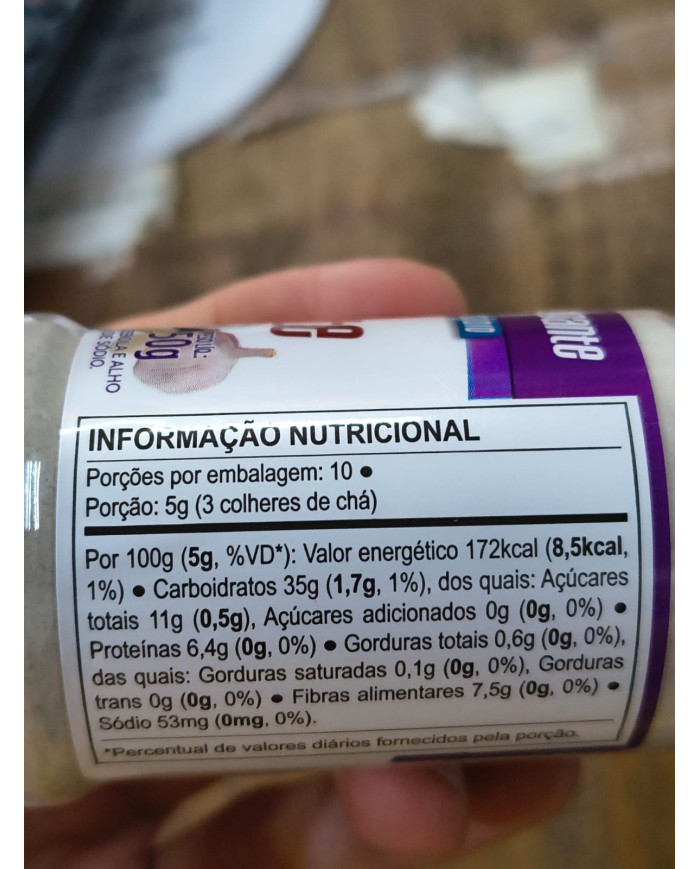 cante
50g
E ALHO
DE SÓDIO.
INFORMAÇÃO NUTRICIONAL
Porções por embalagem: 10 ●
Porção: 5g (3 colheres de chá)
Por 100g (5g, %VD*): Valor energético 172kcal (8,5kcal,
1%) ● Carboidratos 35g (1,7g, 1%), dos quais: Açúcares
totais 11g (0,5g), Açúcares adicionados 0g (0g, 0%) ●
Proteínas 6,4g (0g, 0%) ● Gorduras totais 0,6g (0g, 0%),
das quais: Gorduras saturadas 0,1g (0g, 0%), Gorduras
trans 0g (0g, 0%) ● Fibras alimentares 7,5g (0g, 0%) ●
Sódio 53mg (0mg, 0%).
*Percentual de valores diários fornecidos pela porção.